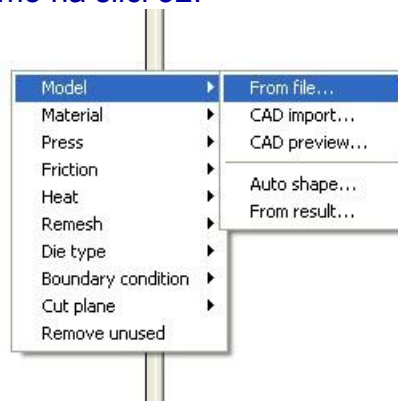 Model
Material
Press
Friction
Heat
Remesh
Die type
Boundary condition
Cut plane
Remove unused
From file...
CAD import...
CAD preview...
Auto shape...
From result...